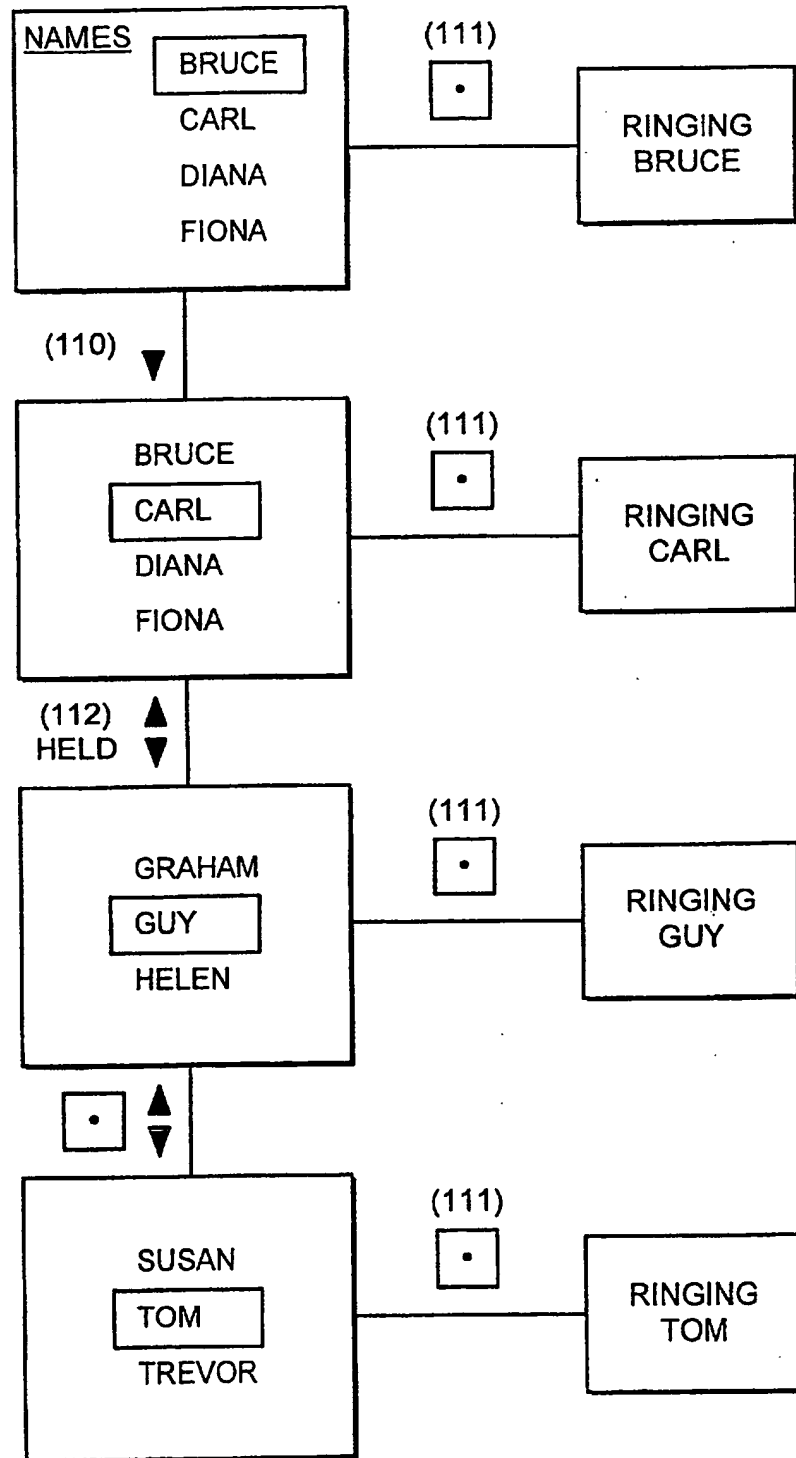 NAMES
BRUCE
CARL
DIANA
FIONA
(111)
RINGING
BRUCE
(110)
BRUCE
CARL
DIANA
FIONA
(111)
RINGING
CARL
(112)
HELD
GRAHAM
GUY
HELEN
(111)
RINGING
GUY
SUSAN
TOM
TREVOR
(111)
RINGING
TOM